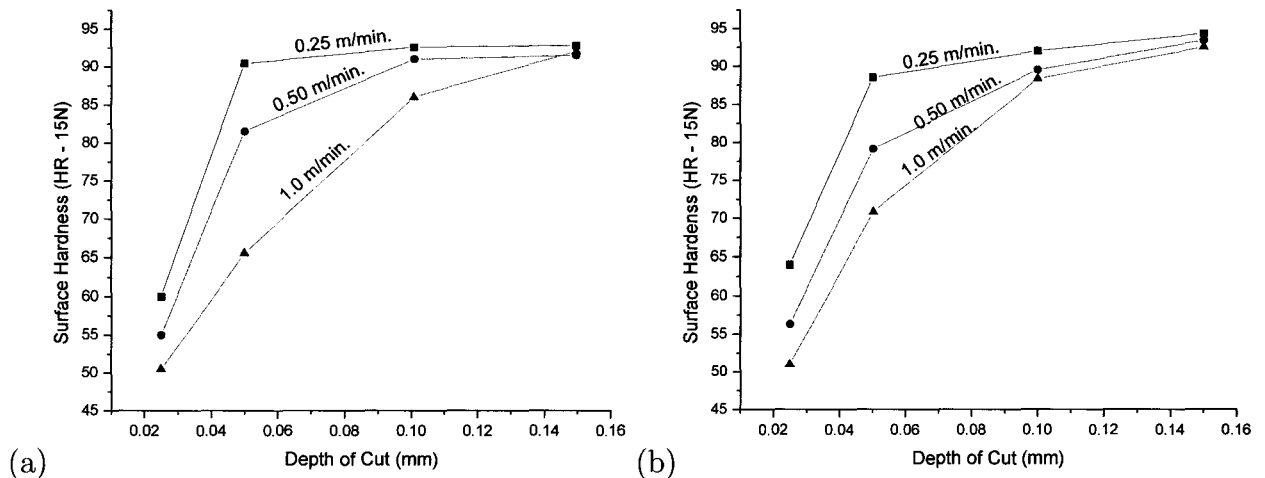 95
90
85
80
75
70
65
60
55
50
45
Surface Hardness (HR - 15N)
0.25 m/min.
0.50 m/min.
1.0 m/min.
0.02 0.04 0.06 0.08 0.10 0.12 0.14 0.16
Depth of Cut (mm)
(a)
95
90
85
80
75
70
65
60
55
50
45
Surface Hardenss (HR - 15N)
0.25 m/min.
0.50 m/min.
1.0 m/min.
0.02 0.04 0.06 0.08 0.10 0.12 0.14 0.16
Depth of Cut (mm)
(b)